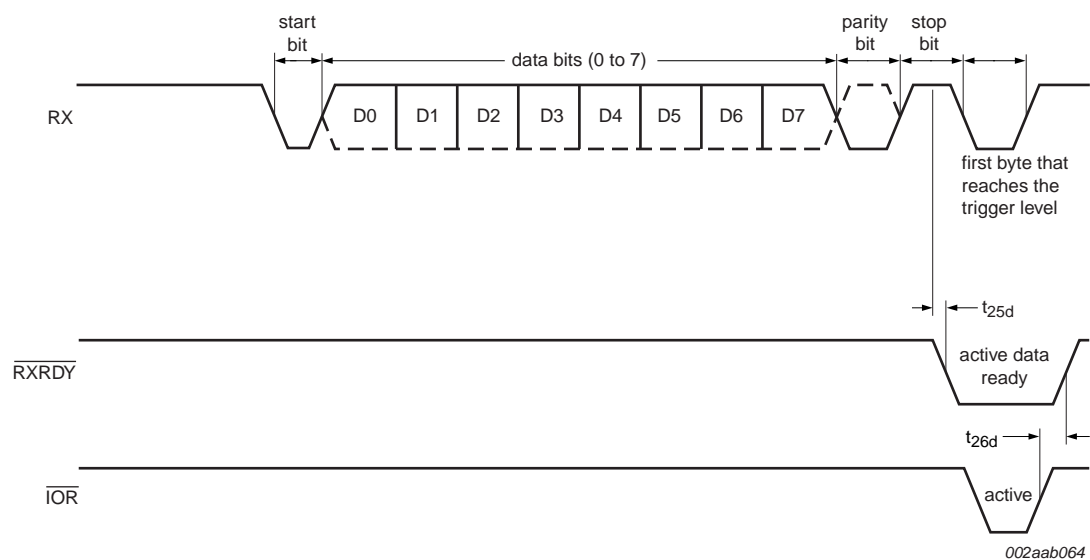 start
bit
data bits (0 to 7)
parity
bit
stop
bit
RX
D0 D1 D2 D3 D4 D5 D6 D7
first byte that
reaches the
trigger level
t25d
RXRDY
active data
ready
t26d
IOR
active
002aab064